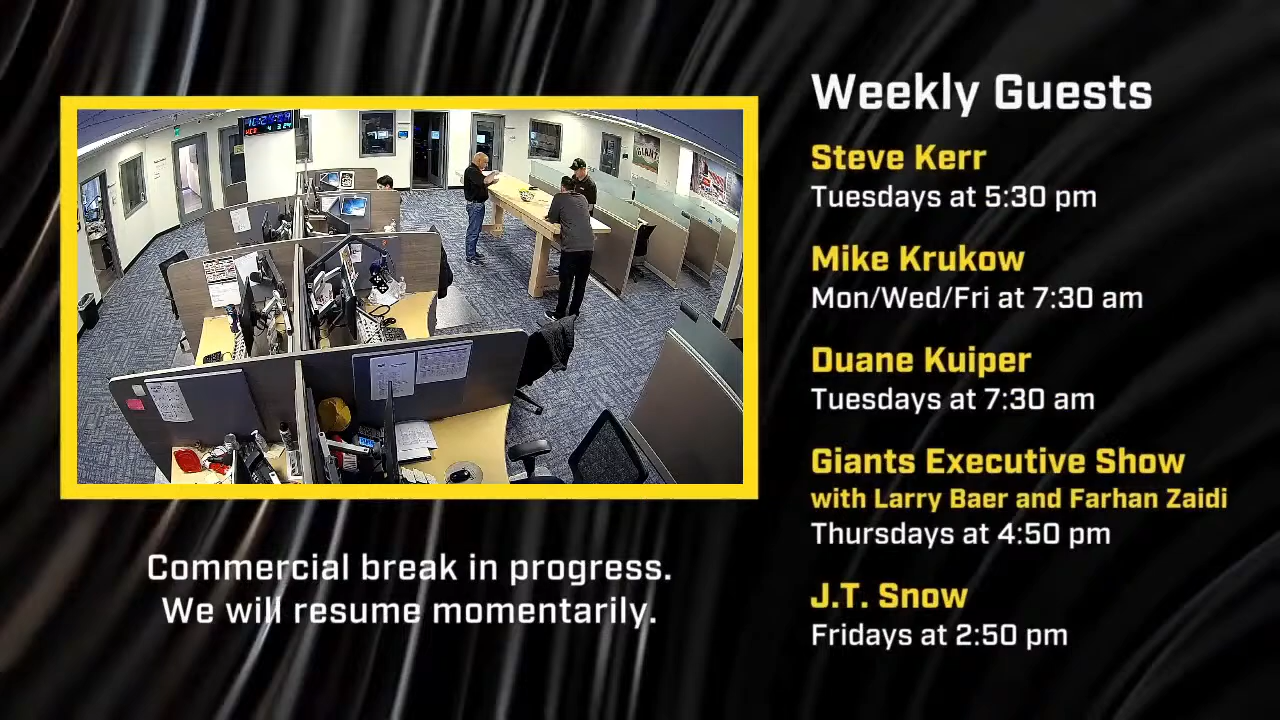 Weekly Guests
Steve Kerr
Tuesdays at 5:30 pm
Mike Krukow
Mon/Wed/Fri at 7:30 am
Duane Kuiper
Tuesdays at 7:30 am
Giants Executive Show
with Larry Baer and Farhan Zaidi
Thursdays at 4:50 pm
J.T. Snow
Fridays at 2:50 pm
GIANT
Commercial break in progress.
We will resume momentarily.